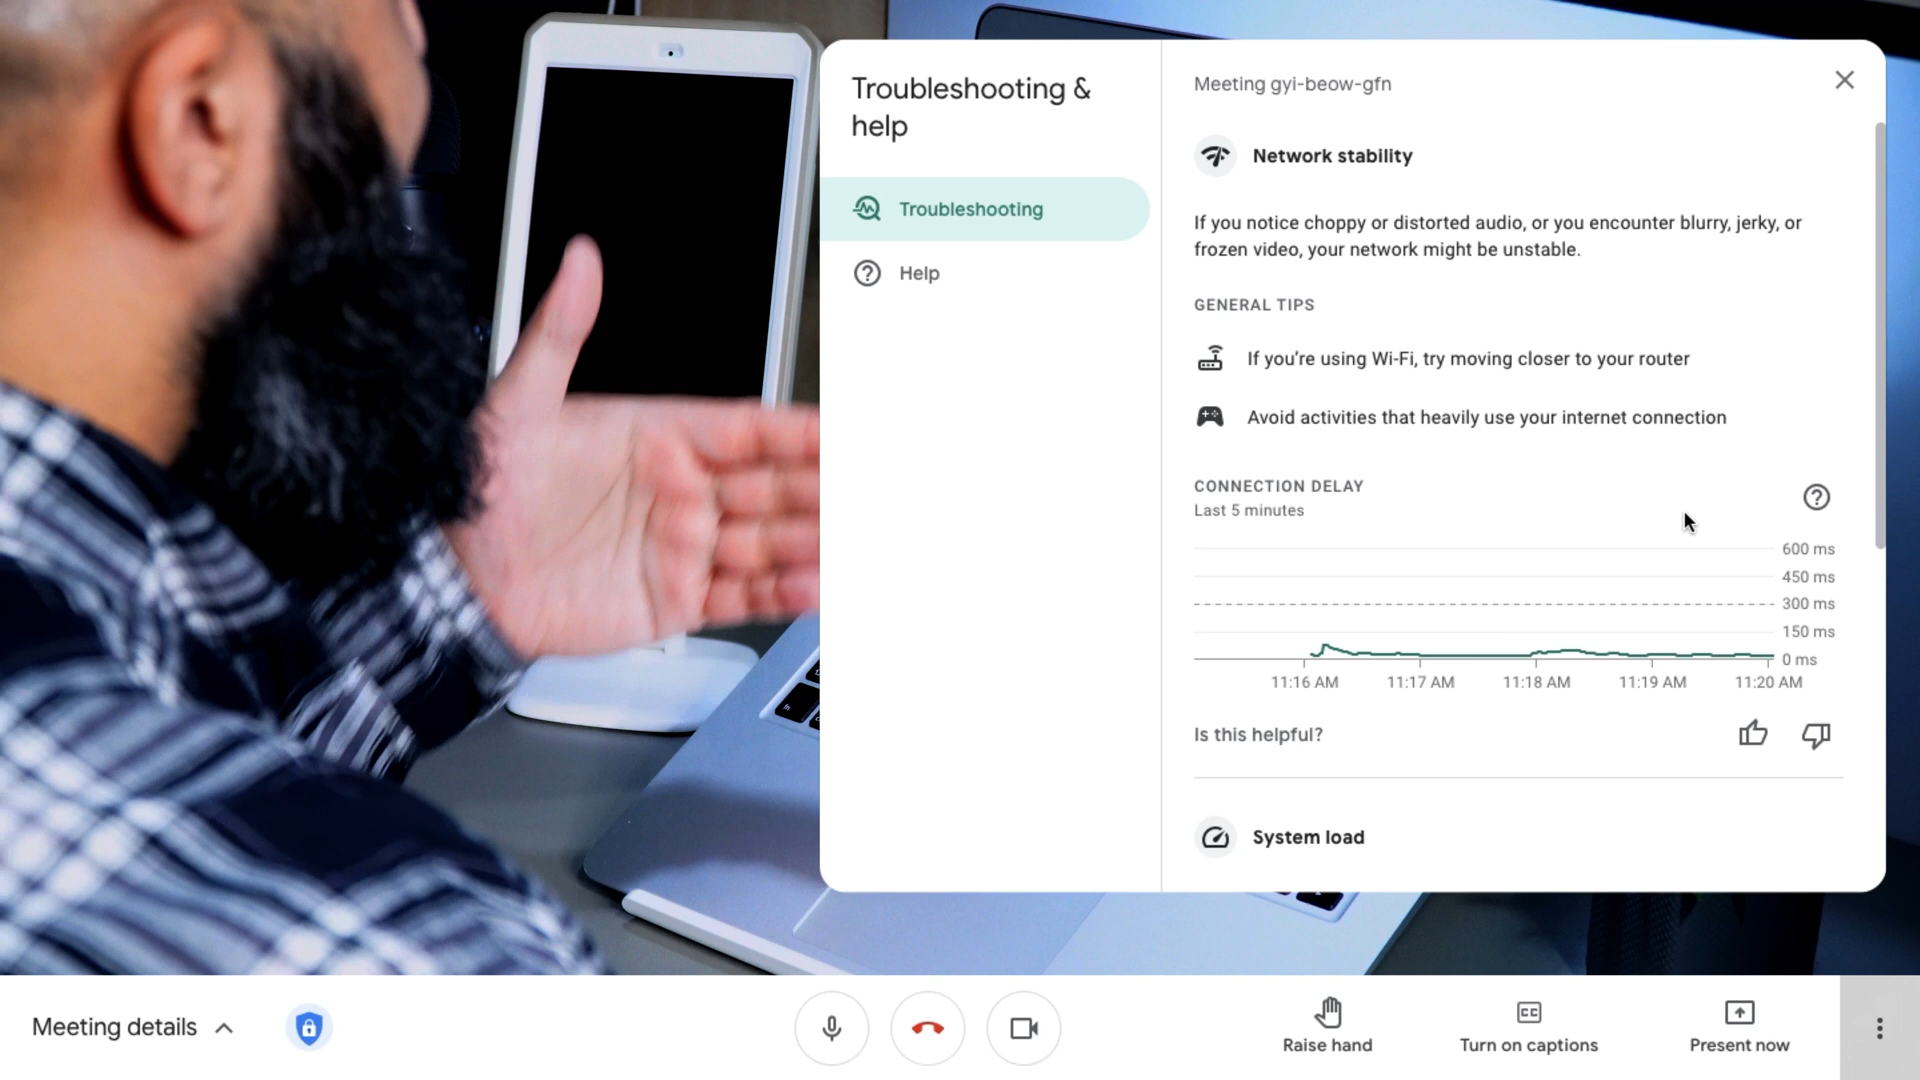 Troubleshooting &
help
Troubleshooting
Help
Meeting gyi-beow-gfn
Network stability
If you notice choppy or distorted audio, or you encounter blurry, jerky, or
frozen video, your network might be unstable.
GENERAL TIPS
If you’re using Wi-Fi, try moving closer to your router
Avoid activities that heavily use your internet connection
CONNECTION DELAY
Last 5 minutes
600 ms
450 ms
300 ms
150 ms
0 ms
11:16 AM 11:17 AM 11:18 AM 11:19 AM 11:20 AM
Is this helpful?
System load
fn
Meeting details
CC
Raise hand
Turn on captions
Present now